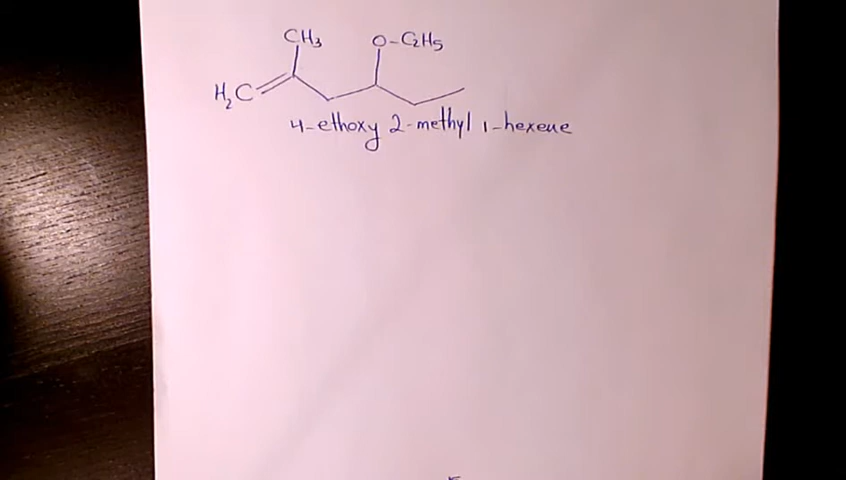 CH₃ O-C₂H₅
H₂C
4-ethoxy 2-methyl 1-hexene